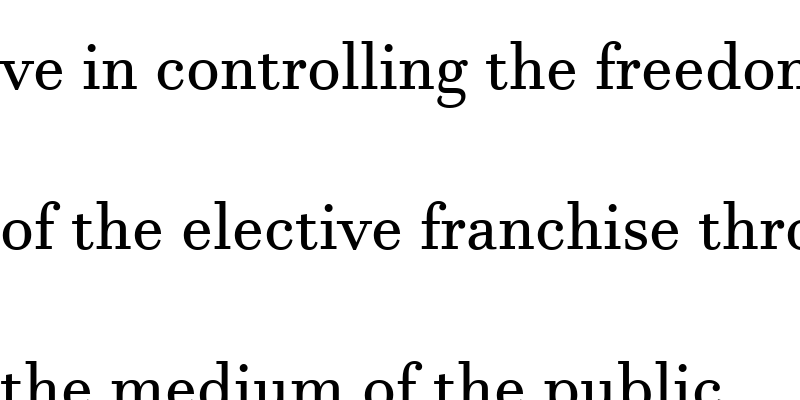 ve in controlling the freedom
of the elective franchise thro
the medium of the public